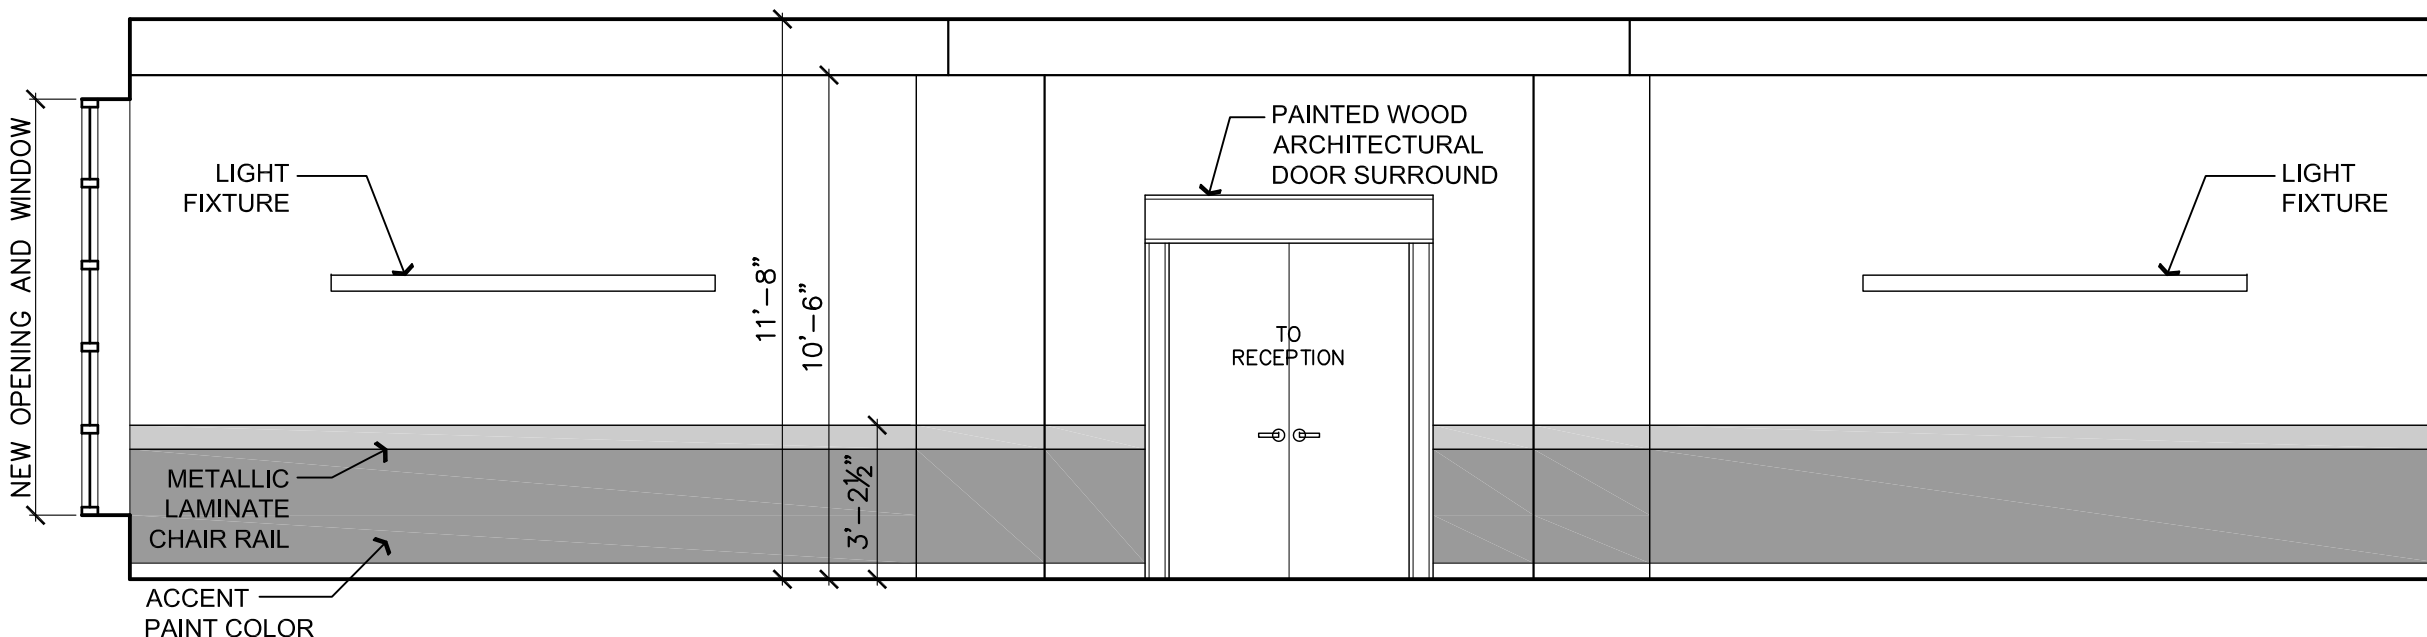 NEW OPENING AND WINDOW
LIGHT
FIXTURE
11'-8"
10'-6"
3'-2½"
PAINTED WOOD
ARCHITECTURAL
DOOR SURROUND
TO
RECEPTION
LIGHT
FIXTURE
METALLIC
LAMINATE
CHAIR RAIL
ACCENT
PAINT COLOR